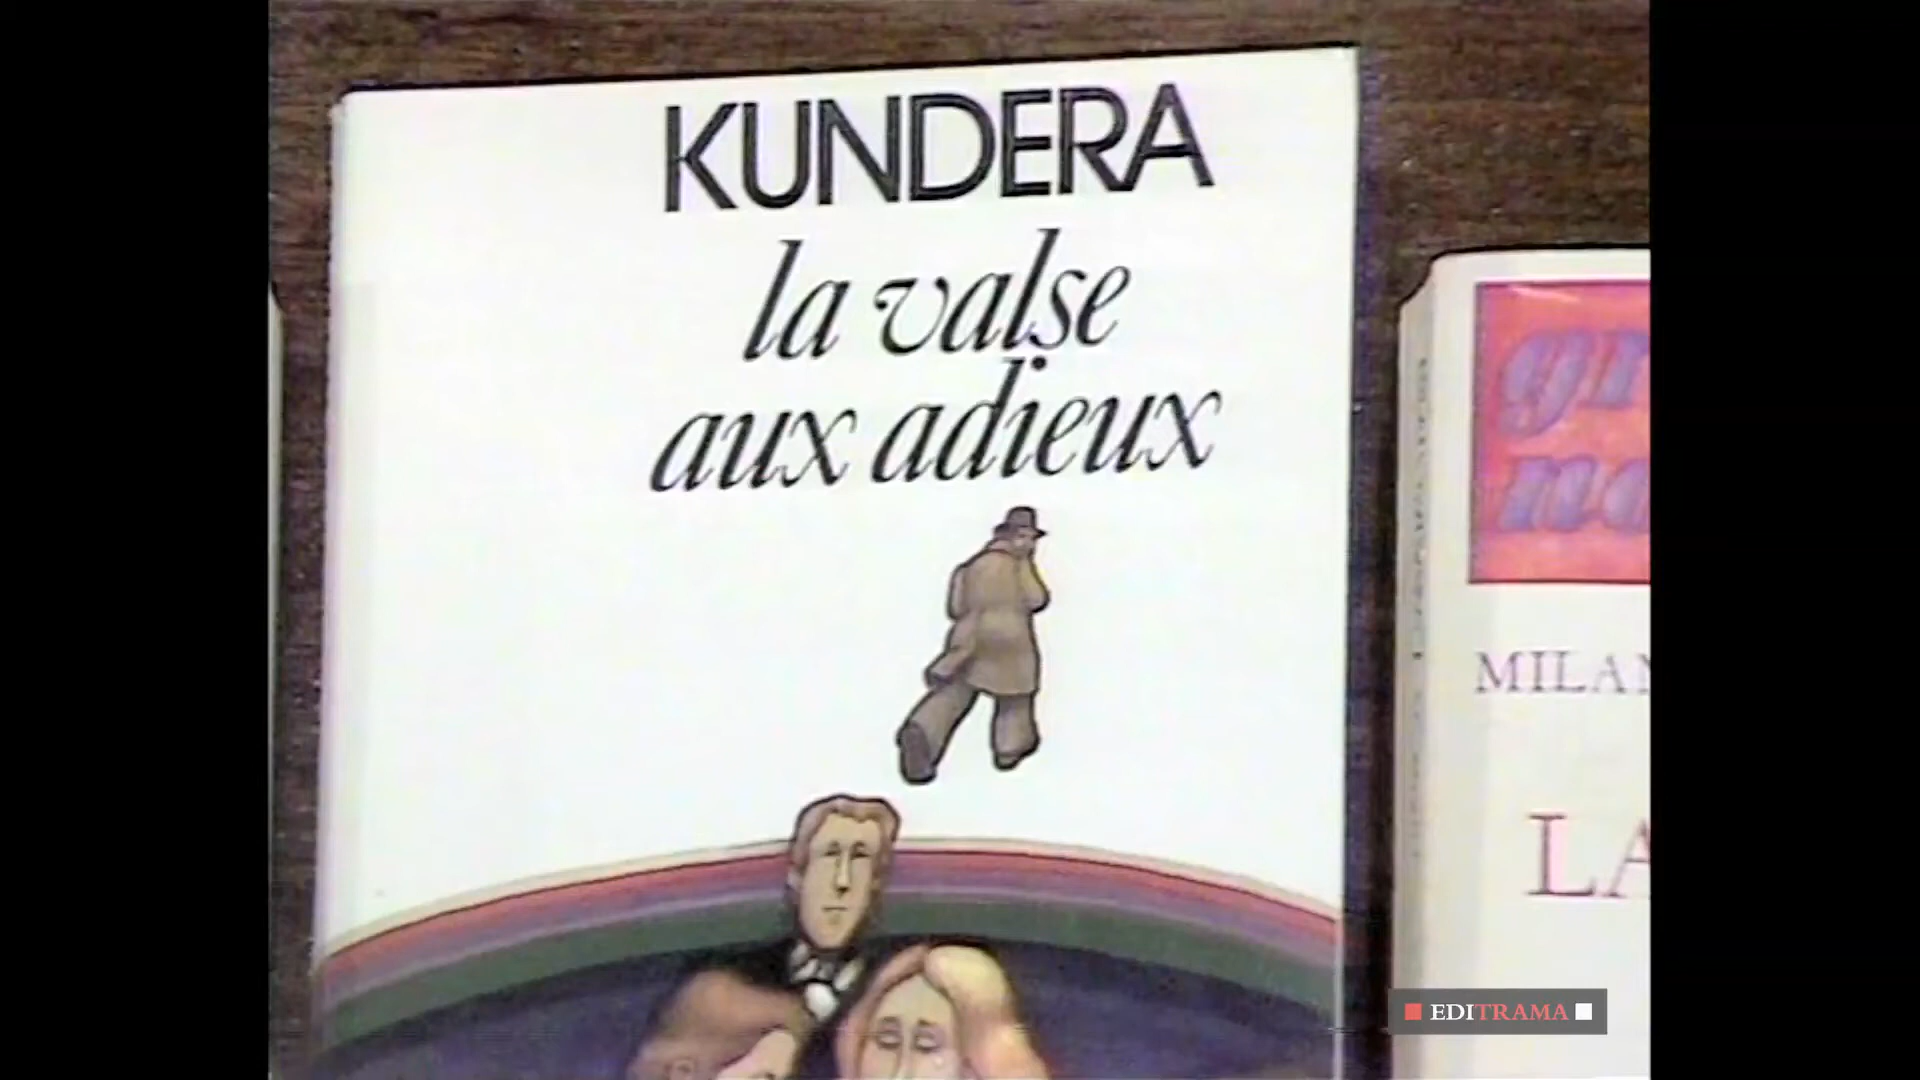 KUNDERA
la valse
aux adieux
MILAN
LA
EDITRAMA